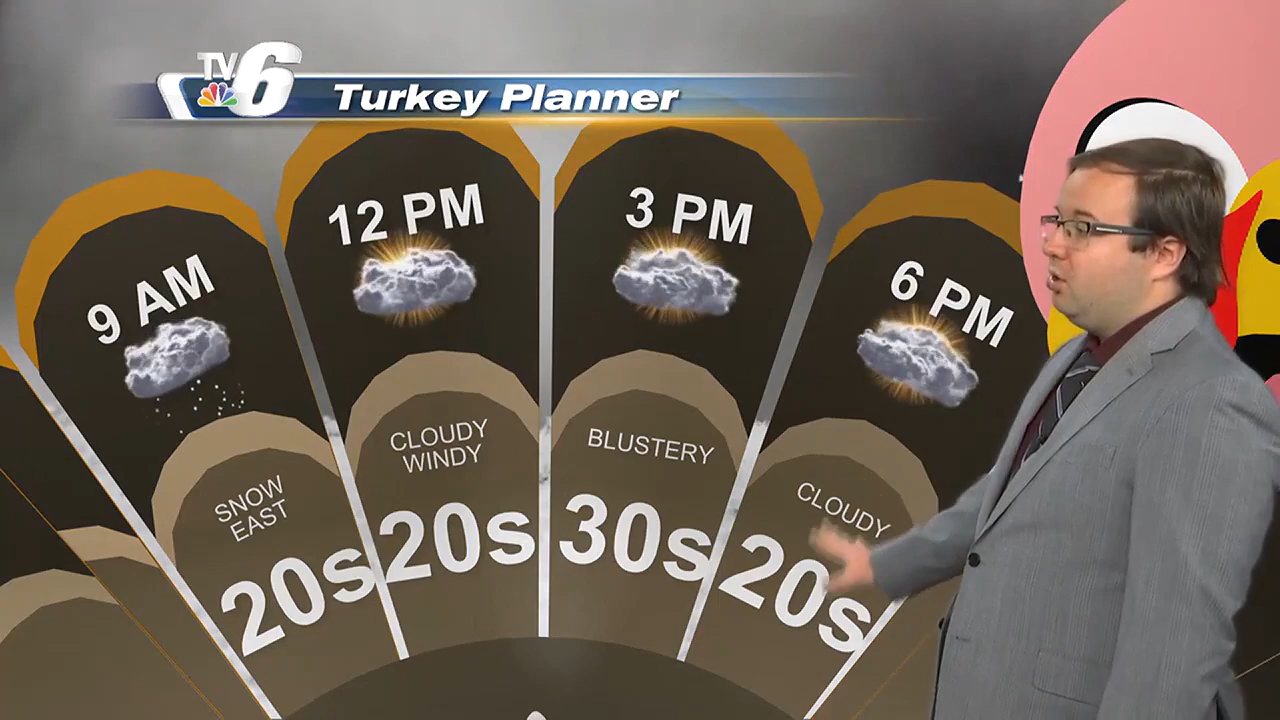 TV6
Turkey Planner
9 AM
12 PM
3 PM
6 PM
SNOW
EAST
20s
CLOUDY
WINDY
20s
BLUSTERY
30s
CLOUDY
20s